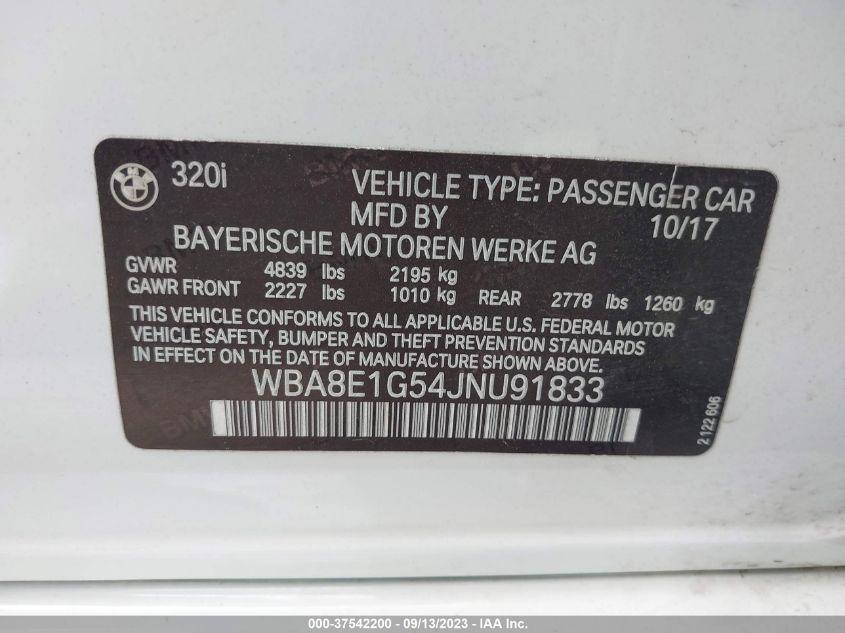 320i
VEHICLE TYPE: PASSENGER CAR
MFD BY 10/17
BAYERISCHE MOTOREN WERKE AG
GVWR 4839 lbs 2195 kg
GAWR FRONT 2227 lbs 1010 kg REAR 2778 lbs 1260 kg
THIS VEHICLE CONFORMS TO ALL APPLICABLE U.S. FEDERAL MOTOR
VEHICLE SAFETY, BUMPER AND THEFT PREVENTION STANDARDS
IN EFFECT ON THE DATE OF MANUFACTURE SHOWN ABOVE.
WBA8E1G54JNU91833
2 122 606
000-37542200 - 09/13/2023 - IAA Inc.